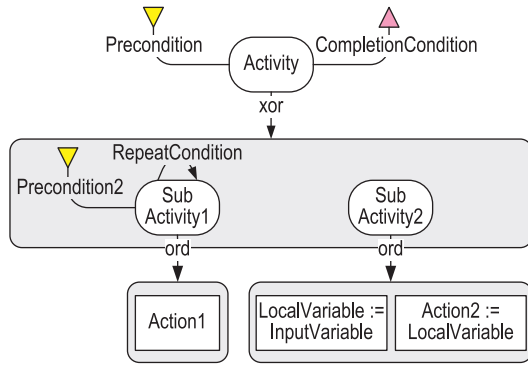 Precondition
CompletionCondition
Activity
xor
RepeatCondition
Precondition2
Sub
Activity1
Sub
Activity2
ord
ord
Action1
LocalVariable :=
InputVariable
Action2 :=
LocalVariable